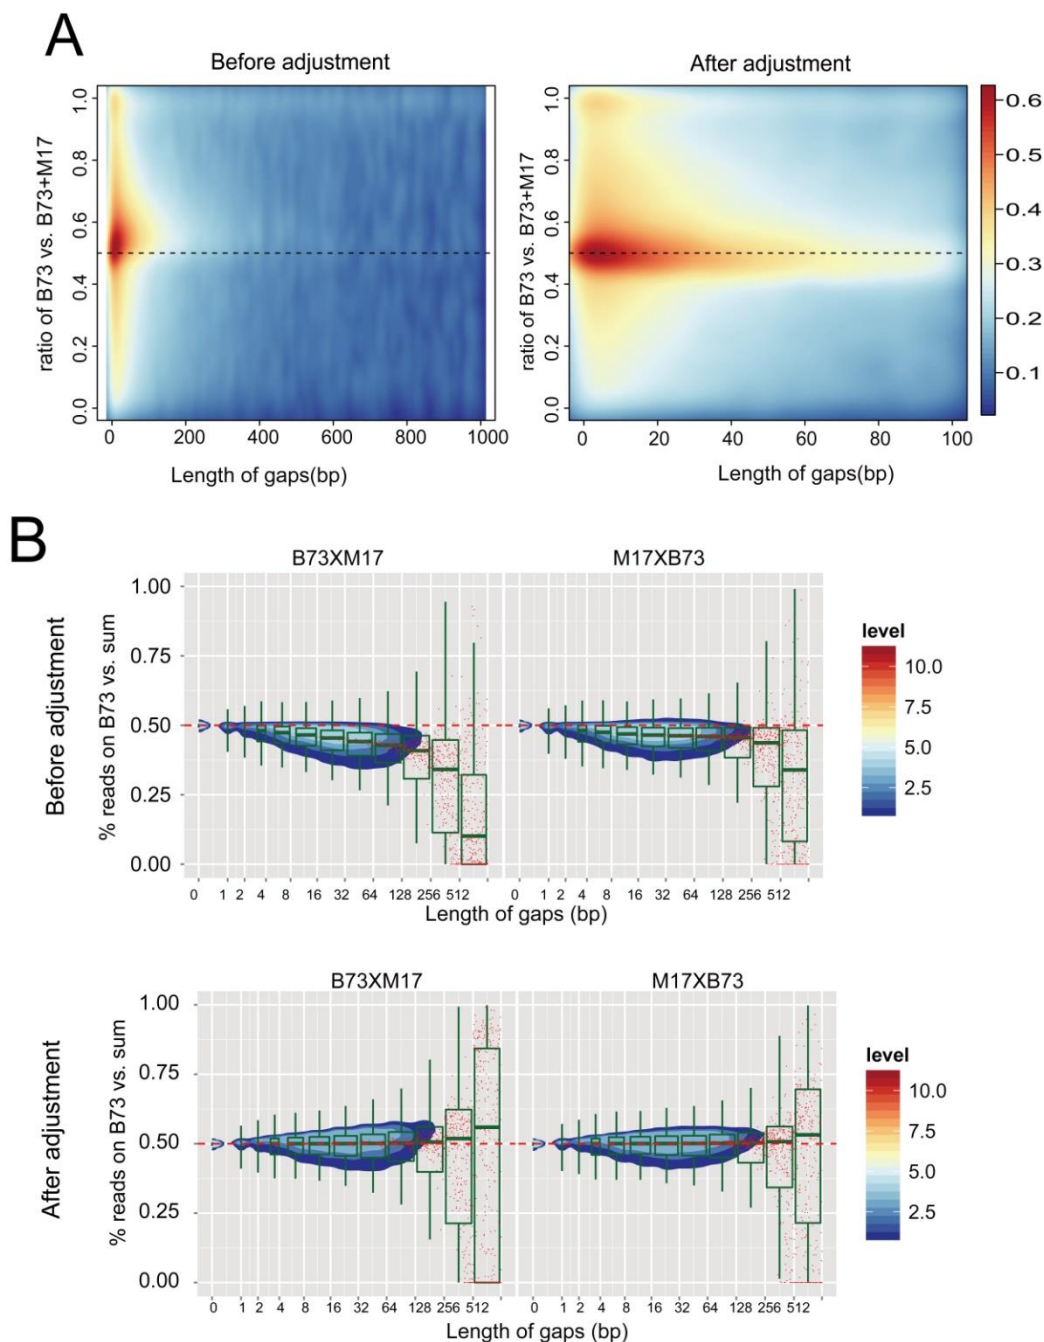 A
Before adjustment
After adjustment
ratio of B73 vs. B73+M17
0.0 0.2 0.4 0.6 0.8 1.0
0 200 400 600 800 1000
Length of gaps(bp)
ratio of B73 vs. B73+M17
0.0 0.2 0.4 0.6 0.8 1.0
0 20 40 60 80 100
Length of gaps(bp)
0.6
0.5
0.4
0.3
0.2
0.1
B
Before adjustment
B73XM17
M17XB73
% reads on B73 vs. sum
1.00
0.75
0.50
0.25
0.00
0 1 2 4 8 16 32 64 128 256 512
0 1 2 4 8 16 32 64 128 256 512
Length of gaps (bp)
level
10.0
7.5
5.0
2.5
After adjustment
B73XM17
M17XB73
% reads on B73 vs. sum
1.00
0.75
0.50
0.25
0.00
0 1 2 4 8 16 32 64 128 256 512
0 1 2 4 8 16 32 64 128 256 512
Length of gaps (bp)
level
10.0
7.5
5.0
2.5